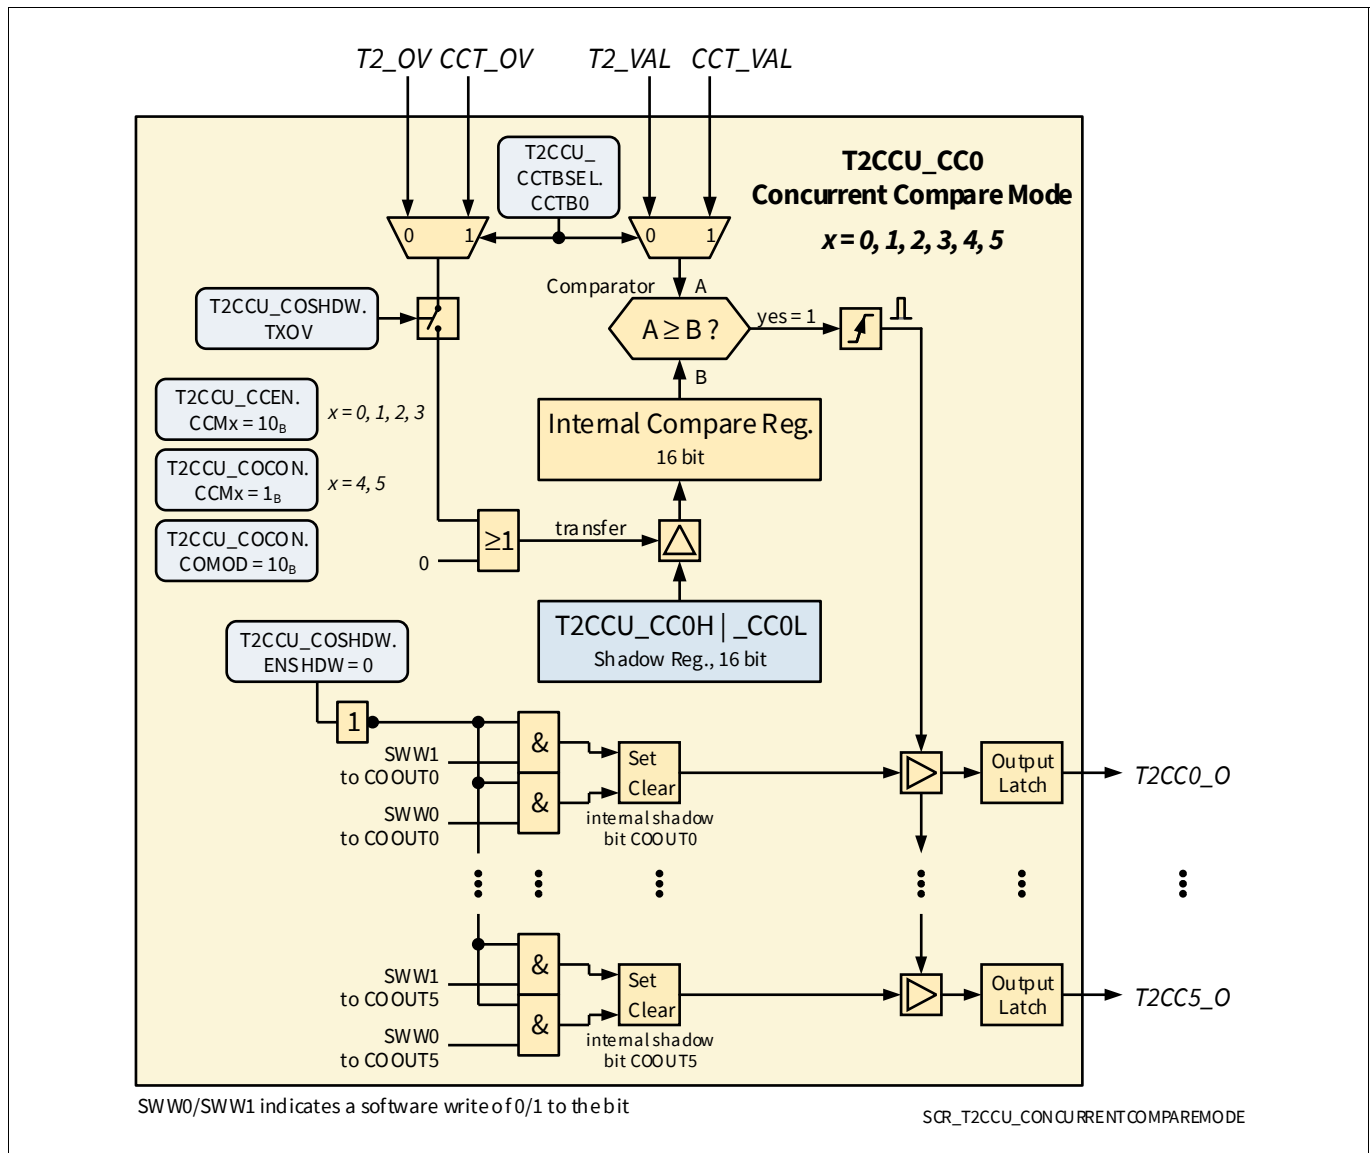 T2_OV CCT_OV T2_VAL CCT_VAL
T2CCU_
CCTBSEL.
CCTB0
T2CCU_CC0
Concurrent Compare Mode
x = 0, 1, 2, 3, 4, 5
0 1
0 1
Comparator A
T2CCU_COSHDW.
TXOV
A ≥ B ?
yes = 1
B
T2CCU_CCEN.
CCMx = 10B
x = 0, 1, 2, 3
Internal Compare Reg.
16 bit
T2CCU_COCON.
CCMx = 1B
x = 4, 5
T2CCU_COCON.
COMOD = 10B
≥1
transfer
0
T2CCU_CC0H | _CC0L
Shadow Reg., 16 bit
T2CCU_COSHDW.
ENSHDW = 0
1
&
SWW1
to COOUT0
&
SWW0
to COOUT0
Set
Clear
internal shadow
bit COOUT0
Output
Latch
T2CC0_O
&
SWW1
to COOUT5
&
SWW0
to COOUT5
Set
Clear
internal shadow
bit COOUT5
Output
Latch
T2CC5_O
SWW0/SWW1 indicates a software write of 0/1 to the bit
SCR_T2CCU_CONCURRENTCOMPAREMODE